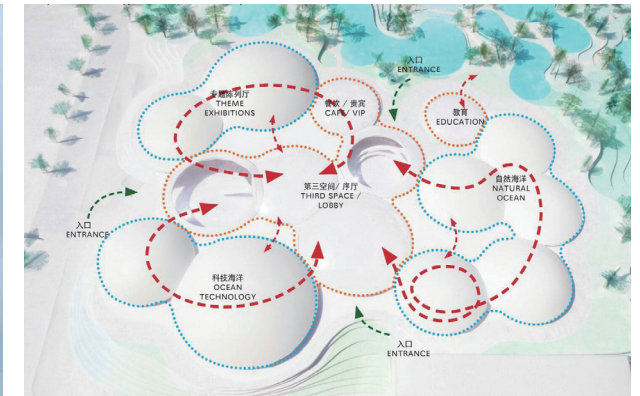 入口
ENTRANCE
专题陈列厅
THEME
EXHIBITIONS
餐饮 / 贵宾
CAFE/ VIP
教育
EDUCATION
自然海洋
NATURAL
OCEAN
第三空间/ 序厅
THIRD SPACE /
LOBBY
入口
ENTRANCE
科技海洋
OCEAN
TECHNOLOGY
入口
ENTRANCE